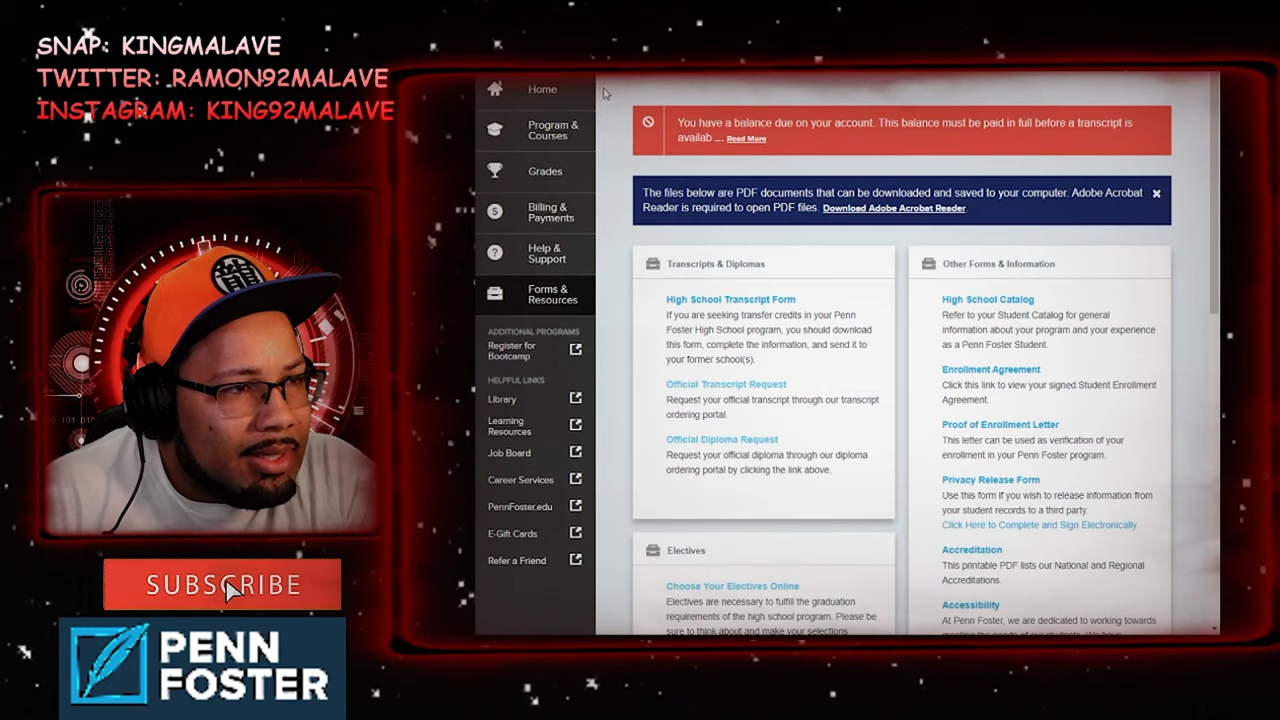 SNAP: KINGMALAVE
TWITTER: RAMON92MALAVE
INSTAGRAM: KING92MALAVE
SUBSCRIBE
PENN
FOSTER
Home
Program &
Courses
Grades
Billing &
Payments
Help &
Support
Forms &
Resources
ADDITIONAL PROGRAMS
Register for
Bootcamp
HELPFUL LINKS
Library
Learning
Resources
Job Board
Career Services
PennFoster.edu
E-Gift Cards
Refer a Friend
You have a balance due on your account. This balance must be paid in full before a transcript is
availab ... Read More
The files below are PDF documents that can be downloaded and saved to your computer. Adobe Acrobat
Reader is required to open PDF files. Download Adobe Acrobat Reader.
Transcripts & Diplomas
High School Transcript Form
If you are seeking transfer credits in your Penn
Foster High School program, you should download
this form, complete the information, and send it to
your former school(s).
Official Transcript Request
Request your official transcript through our transcript
ordering portal.
Official Diploma Request
Request your official diploma through our diploma
ordering portal by clicking the link above.
Electives
Choose Your Electives Online
Electives are necessary to fulfill the graduation
requirements of the high school program. Please be
sure to think about and make your selections
Other Forms & Information
High School Catalog
Refer to your Student Catalog for general
information about your program and your experience
as a Penn Foster Student.
Enrollment Agreement
Click this link to view your signed Student Enrollment
Agreement.
Proof of Enrollment Letter
This letter can be used as verification of your
enrollment in your Penn Foster program.
Privacy Release Form
Use this form if you wish to release information from
your student records to a third party.
Click Here to Complete and Sign Electronically
Accreditation
This printable PDF lists our National and Regional
Accreditations.
Accessibility
At Penn Foster, we are dedicated to working towards